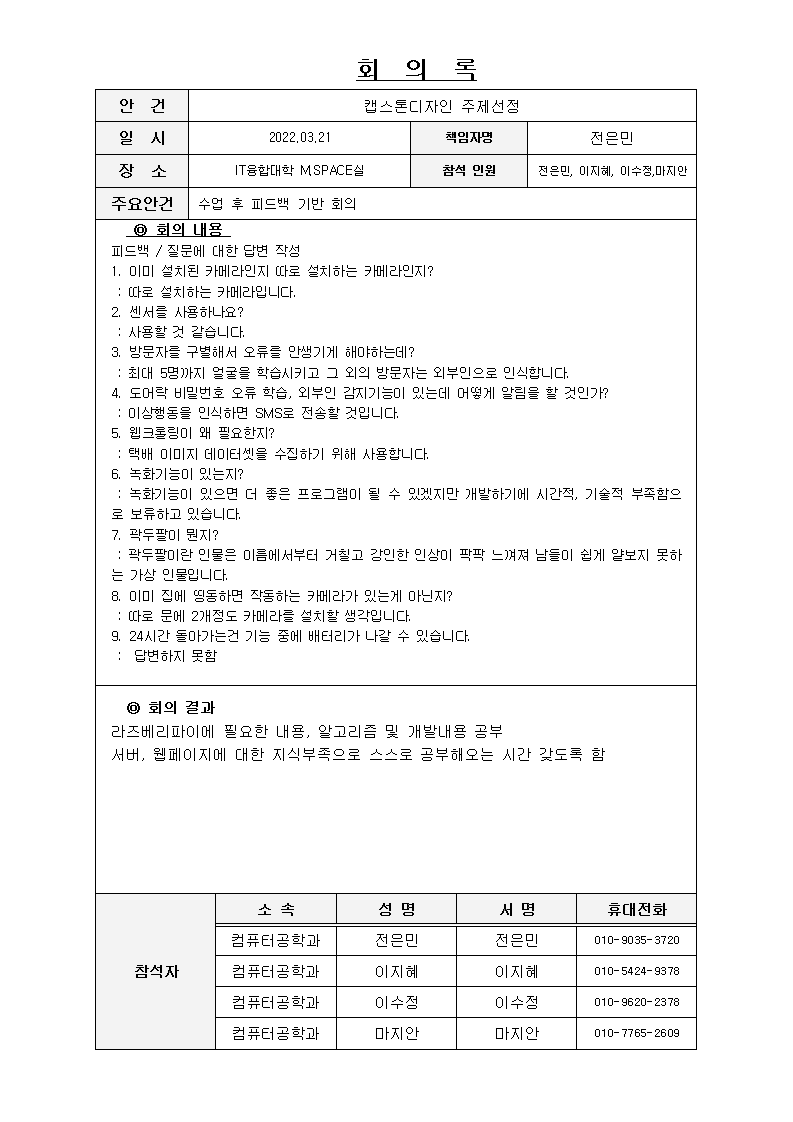 회 의 록
안 건 캡스톤디자인 주제선정
일 시 2022.03.21 책임자명 전은민
장 소 IT융합대학 M.SPACE실 참석 인원 전은민, 이지혜, 이수정,마지안
주요안건 수업 후 피드백 기반 회의
◎ 회의 내용
피드백 / 질문에 대한 답변 작성
1. 이미 설치된 카메라인지 따로 설치하는 카메라인지?
: 따로 설치하는 카메라입니다.
2. 센서를 사용하나요?
: 사용할 것 같습니다.
3. 방문자를 구별해서 오류를 안생기게 해야하는데?
: 최대 5명까지 얼굴을 학습시키고 그 외의 방문자는 외부인으로 인식합니다.
4. 도어락 비밀번호 오류 학습, 외부인 감지기능이 있는데 어떻게 알림을 할 것인가?
: 이상행동을 인식하면 SMS로 전송할 것입니다.
5. 웹크롤링이 왜 필요한지?
: 택배 이미지 데이터셋을 수집하기 위해 사용합니다.
6. 녹화기능이 있는지?
: 녹화기능이 있으면 더 좋은 프로그램이 될 수 있겠지만 개발하기에 시간적, 기술적 부족함으
로 보류하고 있습니다.
7. 곽두팔이 뭔지?
: 곽두팔이란 인물은 이름에서부터 거칠고 강인한 인상이 팍팍 느껴져 남들이 쉽게 얕보지 못하
는 가상 인물입니다.
8. 이미 집에 띵동하면 작동하는 카메라가 있는게 아닌지?
: 따로 문에 2개정도 카메라를 설치할 생각입니다.
9. 24시간 돌아가는건 기능 중에 배터리가 나갈 수 있습니다.
: 답변하지 못함
◎ 회의 결과
라즈베리파이에 필요한 내용, 알고리즘 및 개발내용 공부
서버, 웹페이지에 대한 지식부족으로 스스로 공부해오는 시간 갖도록 함
소 속 성 명 서 명 휴대전화
참석자
컴퓨터공학과 전은민 전은민 010-9035-3720
컴퓨터공학과 이지혜 이지혜 010-5424-9378
컴퓨터공학과 이수정 이수정 010-9620-2378
컴퓨터공학과 마지안 마지안 010-7765-2609